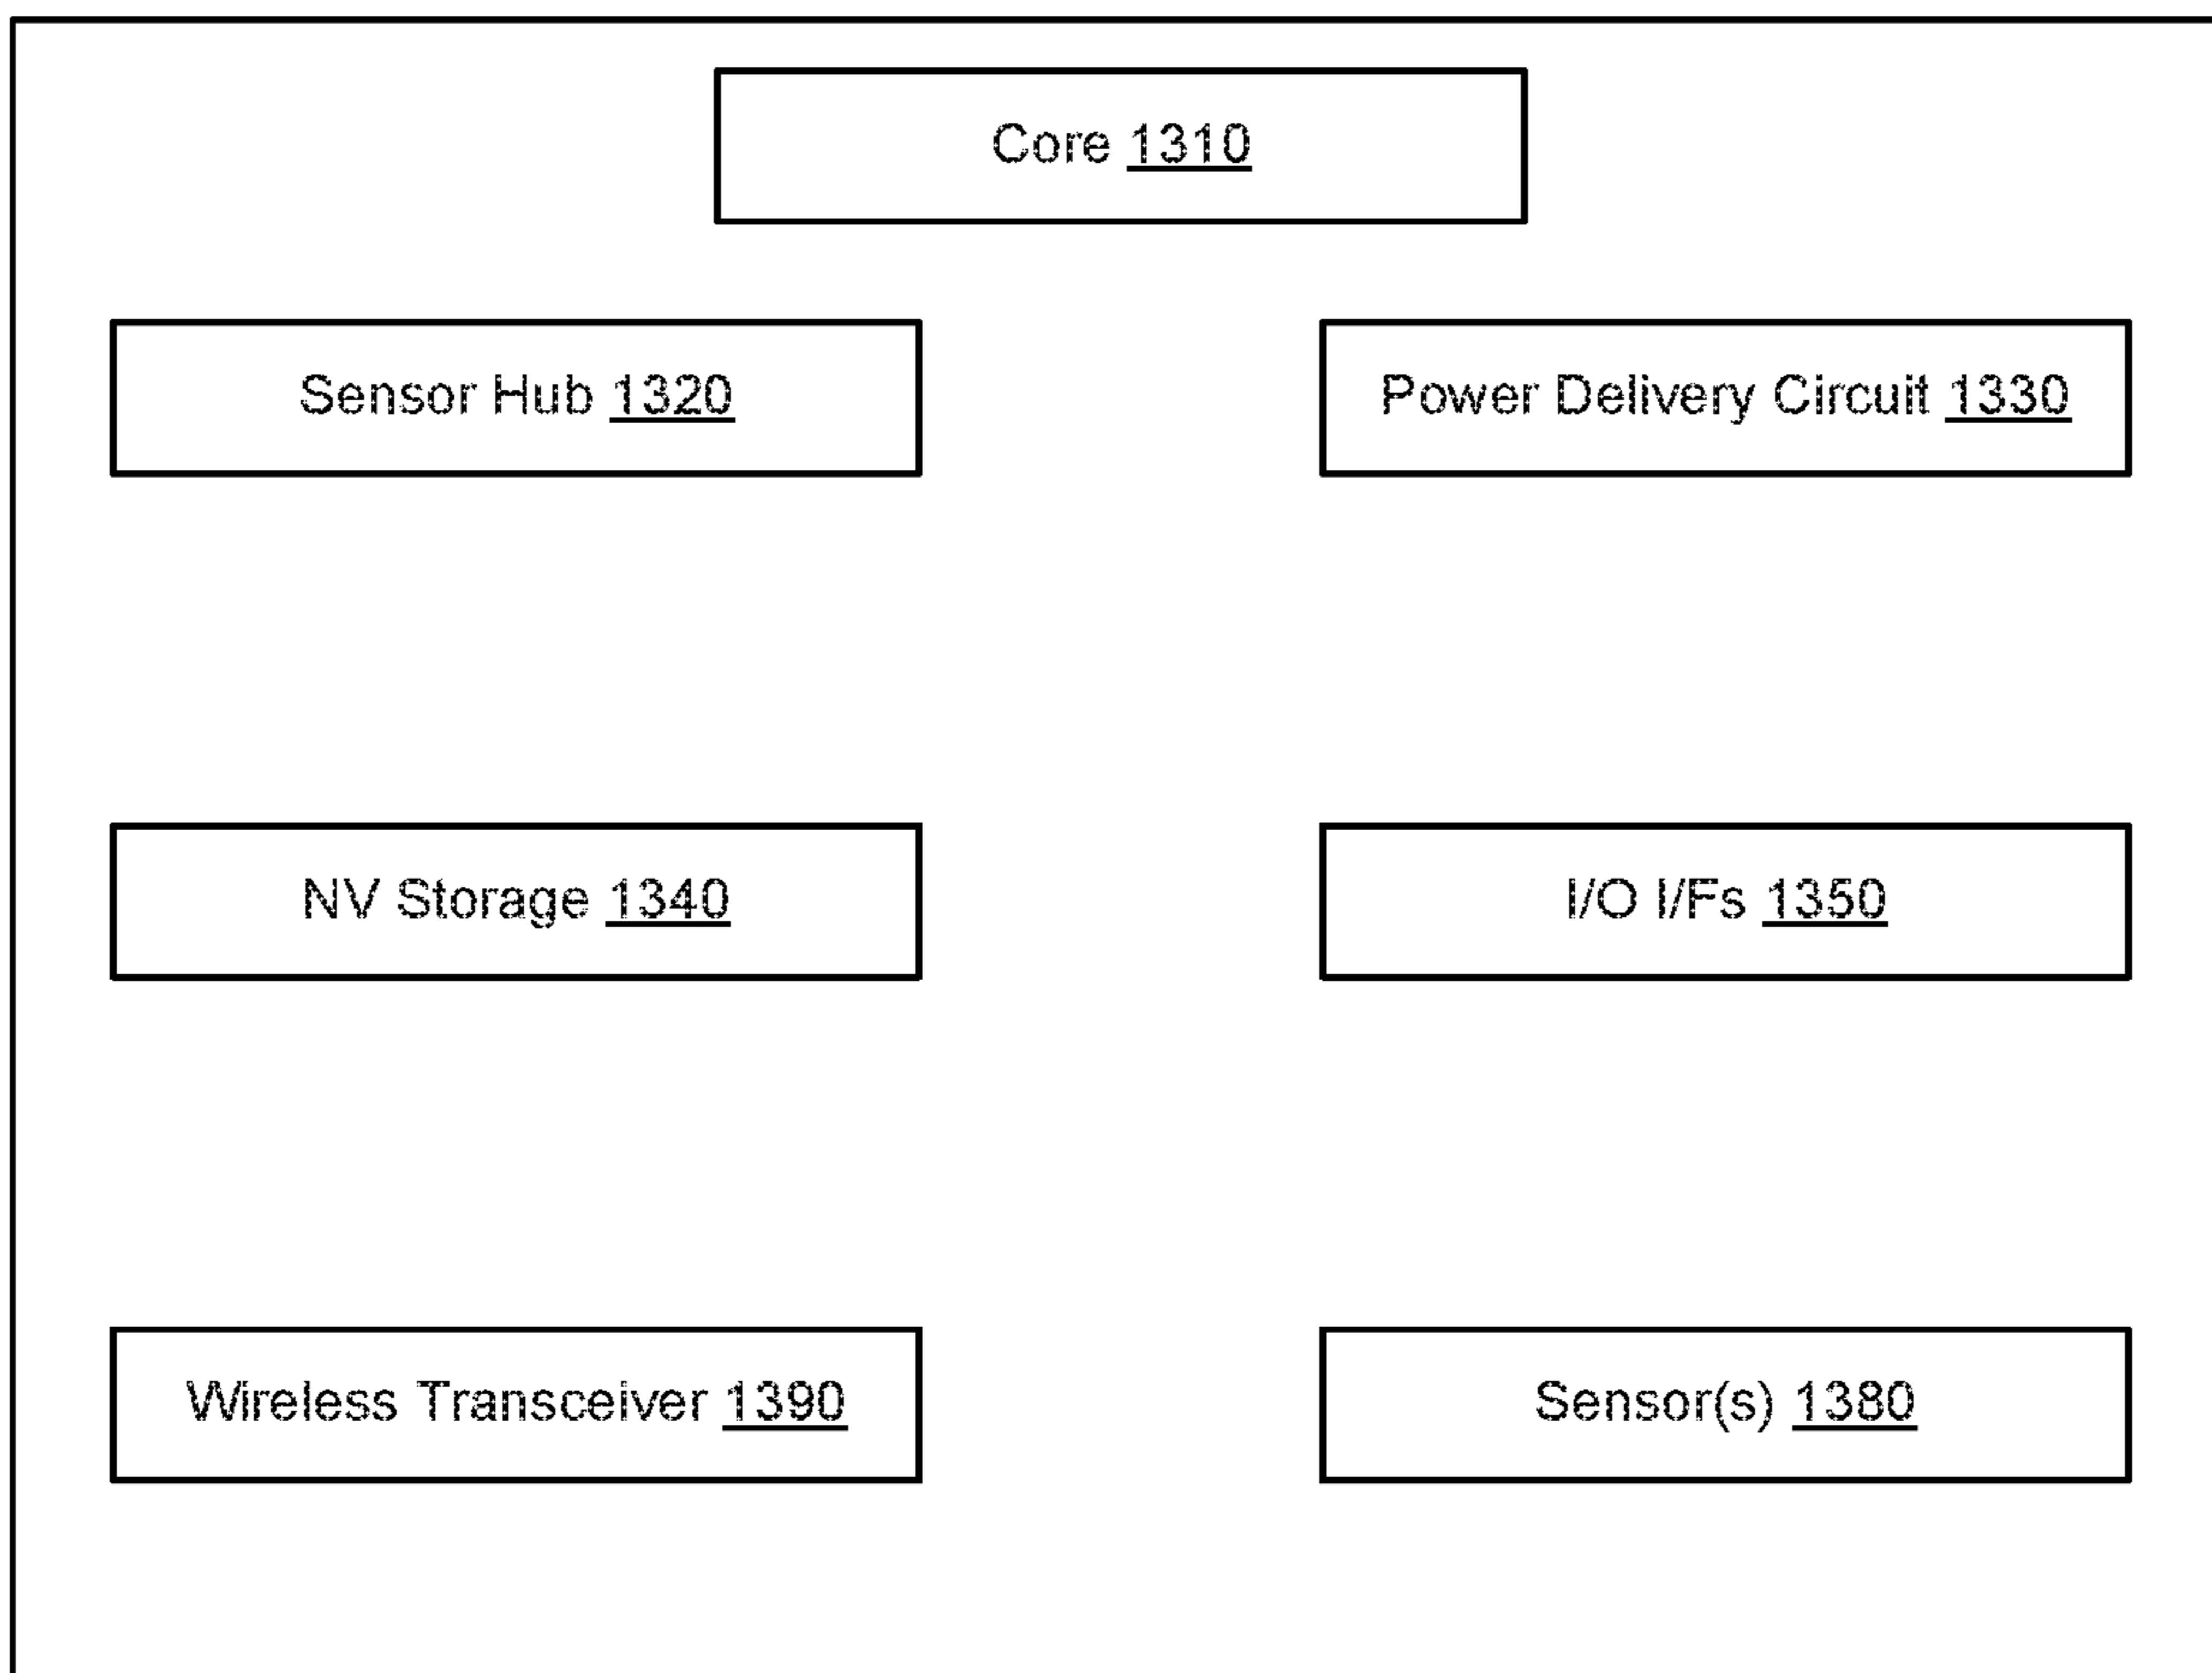 Core 1310
Sensor Hub 1320
Power Delivery Circuit 1330
NV Storage 1340
I/O I/Fs 1350
Wireless Transceiver 1390
Sensor(s) 1380